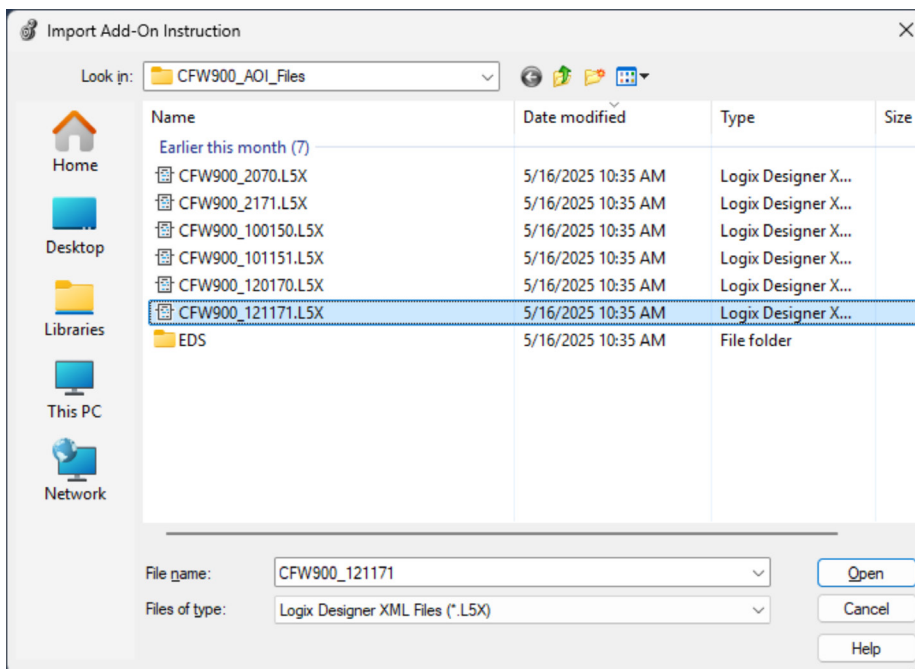 Import Add-On Instruction
Look in: CFW900_AOI_Files
Name Date modified Type Size
Earlier this month (7)
CFW900_2070.L5X 5/16/2025 10:35 AM Logix Designer X...
CFW900_2171.L5X 5/16/2025 10:35 AM Logix Designer X...
CFW900_100150.L5X 5/16/2025 10:35 AM Logix Designer X...
CFW900_101151.L5X 5/16/2025 10:35 AM Logix Designer X...
CFW900_120170.L5X 5/16/2025 10:35 AM Logix Designer X...
CFW900_121171.L5X 5/16/2025 10:35 AM Logix Designer X...
EDS 5/16/2025 10:35 AM File folder
Home
Desktop
Libraries
This PC
Network
File name: CFW900_121171 Open
Files of type: Logix Designer XML Files (*.L5X) Cancel
Help